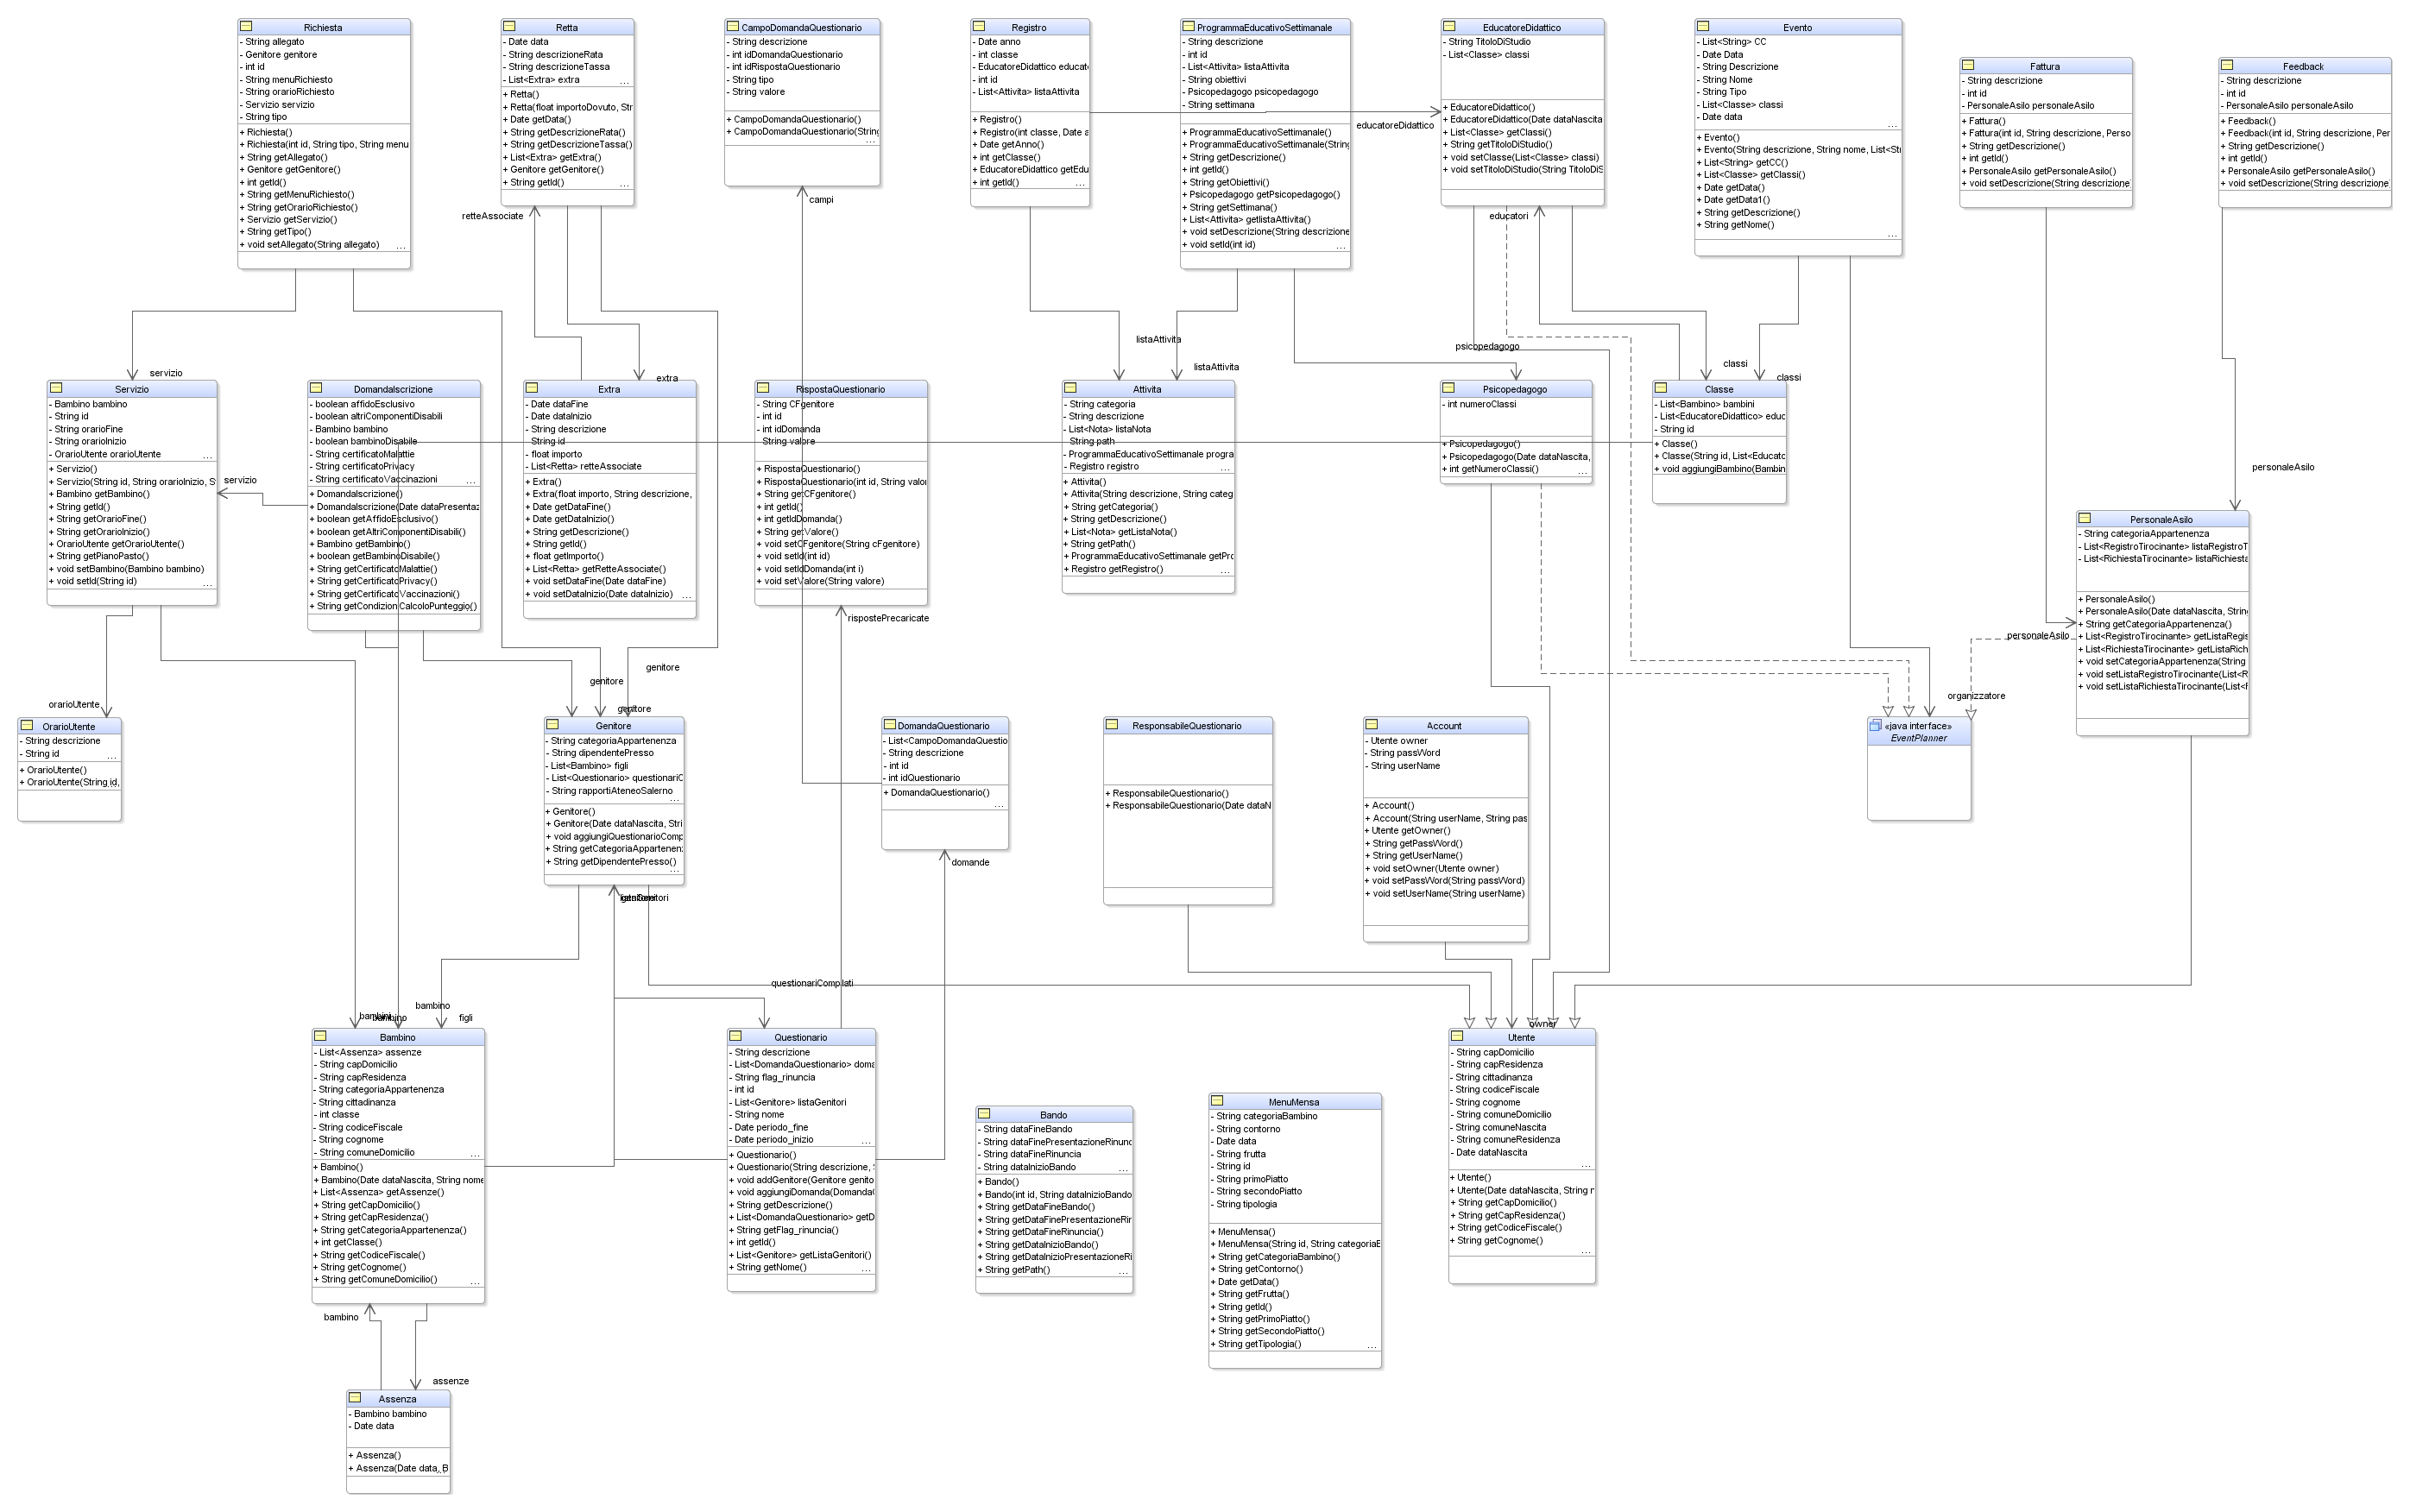 Richiesta
- String allegato
- Genitore genitore
- int id
- String menuRichiesto
- String orarioRichiesto
- Servizio servizio
- String tipo
+ Richiesta()
+ Richiesta(int id, String tipo, String menu
+ String getAllegato()
+ Genitore getGenitore()
+ int getId()
+ String getMenuRichiesto()
+ String getOrarioRichiesto()
+ Servizio getServizio()
+ String getTipo()
+ void setAllegato(String allegato) ...
Retta
- Date data
- String descrizioneRata
- String descrizioneTassa
- List<Extra> extra ...
+ Retta()
+ Retta(float importoDovuto, Str
+ Date getData()
+ String getDescrizioneRata()
+ String getDescrizioneTassa()
+ List<Extra> getExtra()
+ Genitore getGenitore()
+ String getId() ...
retteAssociate
CampoDomandaQuestionario
- String descrizione
- int idDomandaQuestionario
- int idRispostaQuestionario
- String tipo
- String valore
+ CampoDomandaQuestionario()
+ CampoDomandaQuestionario(String
...
campi
Registro
- Date anno
- int classe
- EducatoreDidattico educat
- int id
- List<Attivita> listaAttivita
+ Registro()
+ Registro(int classe, Date a
+ Date getAnno()
+ int getClasse()
+ EducatoreDidattico getEdu
+ int getId() ...
ProgrammaEducativoSettimanale
- String descrizione
- int id
- List<Attivita> listaAttivita
- String obiettivi
- Psicopedagogo psicopedagogo
- String settimana
+ ProgrammaEducativoSettimanale()
+ ProgrammaEducativoSettimanale(String
+ String getDescrizione()
+ int getId()
+ String getObiettivi()
+ Psicopedagogo getPsicopedagogo()
+ String getSettimana()
+ List<Attivita> getlistaAttivita()
+ void setDescrizione(String descrizione
+ void setId(int id) ...
educatoreDidattico
EducatoreDidattico
- String TitoloDiStudio
- List<Classe> classi
+ EducatoreDidattico()
+ EducatoreDidattico(Date dataNascita
+ List<Classe> getClassi()
+ String getTitoloDiStudio()
+ void setClasse(List<Classe> classi)
+ void setTitoloDiStudio(String TitoloDiS
educatori
Evento
- List<String> CC
- Date Data
- String Descrizione
- String Nome
- String Tipo
- List<Classe> classi
- Date data
...
+ Evento()
+ Evento(String descrizione, String nome, List<St
+ List<String> getCC()
+ List<Classe> getClassi()
+ Date getData()
+ Date getData1()
+ String getDescrizione()
+ String getNome()
...
Fattura
- String descrizione
- int id
- PersonaleAsilo personaleAsilo
+ Fattura()
+ Fattura(int id, String descrizione, Perso
+ String getDescrizione()
+ int getId()
+ PersonaleAsilo getPersonaleAsilo()
+ void setDescrizione(String descrizione)
Feedback
- String descrizione
- int id
- PersonaleAsilo personaleAsilo
+ Feedback()
+ Feedback(int id, String descrizione, Per
+ String getDescrizione()
+ int getId()
+ PersonaleAsilo getPersonaleAsilo()
+ void setDescrizione(String descrizione)
servizio
extra
listaAttivita
listaAttivita
psicopedagogo
classi
classi
personaleAsilo
Servizio
- Bambino bambino
- String id
- String orarioFine
- String orarioInizio
- OrarioUtente orarioUtente ...
+ Servizio()
+ Servizio(String id, String orarioInizio, S
+ Bambino getBambino()
+ String getId()
+ String getOrarioFine()
+ String getOrarioInizio()
+ OrarioUtente getOrarioUtente()
+ String getPianoPasto()
+ void setBambino(Bambino bambino)
+ void setId(String id) ...
servizio
DomandaIscrizione
- boolean affidoEsclusivo
- boolean altriComponentiDisabili
- Bambino bambino
- boolean bambinoDisabile
- String certificatoMalattie
- String certificatoPrivacy
- String certificatoVaccinazioni ...
+ DomandaIscrizione()
+ DomandaIscrizione(Date dataPresentaz
+ boolean getAffidoEsclusivo()
+ boolean getAltriComponentiDisabili()
+ Bambino getBambino()
+ boolean getBambinoDisabile()
+ String getCertificatoMalattie()
+ String getCertificatoPrivacy()
+ String getCertificatoVaccinazioni()
+ String getCondizioniCalcoloPunteggio()
Extra
- Date dataFine
- Date dataInizio
- String descrizione
- String id
- float importo
- List<Retta> retteAssociate
+ Extra()
+ Extra(float importo, String descrizione,
+ Date getDataFine()
+ Date getDataInizio()
+ String getDescrizione()
+ String getId()
+ float getImporto()
+ List<Retta> getRetteAssociate()
+ void setDataFine(Date dataFine)
+ void setDataInizio(Date dataInizio) ...
RispostaQuestionario
- String CFgenitore
- int id
- int idDomanda
- String valore
+ RispostaQuestionario()
+ RispostaQuestionario(int id, String valor
+ String getCFgenitore()
+ int getId()
+ int getIdDomanda()
+ String getValore()
+ void setCFgenitore(String cFgenitore)
+ void setId(int id)
+ void setIdDomanda(int i)
+ void setValore(String valore)
rispostePrecaricate
Attivita
- String categoria
- String descrizione
- List<Nota> listaNota
- String path
- ProgrammaEducativoSettimanale progra
- Registro registro ...
+ Attivita()
+ Attivita(String descrizione, String categ
+ String getCategoria()
+ String getDescrizione()
+ List<Nota> getListaNota()
+ String getPath()
+ ProgrammaEducativoSettimanale getPro
+ Registro getRegistro() ...
Psicopedagogo
- int numeroClassi
+ Psicopedagogo()
+ Psicopedagogo(Date dataNascita,
+ int getNumeroClassi() ...
Classe
- List<Bambino> bambini
- List<EducatoreDidattico> educ
- String id
+ Classe()
+ Classe(String id, List<Educato
+ void aggiungiBambino(Bambin
PersonaleAsilo
- String categoriaAppartenenza
- List<RegistroTirocinante> listaRegistroT
- List<RichiestaTirocinante> listaRichiesta
+ PersonaleAsilo()
+ PersonaleAsilo(Date dataNascita, String
+ String getCategoriaAppartenenza()
+ List<RegistroTirocinante> getListaRegis
+ List<RichiestaTirocinante> getListaRich
+ void setCategoriaAppartenenza(String
+ void setListaRegistroTirocinante(List<R
+ void setListaRichiestaTirocinante(List<R
personaleAsilo
organizzatore
genitore
genitore
genitore
orarioUtente
OrarioUtente
- String descrizione
- String id ...
+ OrarioUtente()
+ OrarioUtente(String id,
Genitore
- String categoriaAppartenenza
- String dipendentePresso
- List<Bambino> figli
- List<Questionario> questionariC
- String rapportiAteneoSalerno
...
+ Genitore()
+ Genitore(Date dataNascita, Stri
+ void aggiungiQuestionarioComp
+ String getCategoriaAppartenenz
+ String getDipendentePresso()
...
DomandaQuestionario
- List<CampoDomandaQuestio
- String descrizione
- int id
- int idQuestionario
+ DomandaQuestionario()
...
domande
ResponsabileQuestionario
+ ResponsabileQuestionario()
+ ResponsabileQuestionario(Date dataN
Account
- Utente owner
- String passWord
- String userName
+ Account()
+ Account(String userName, String pas
+ Utente getOwner()
+ String getPassWord()
+ String getUserName()
+ void setOwner(Utente owner)
+ void setPassWord(String passWord)
+ void setUserName(String userName)
«java interface»
EventPlanner
listaGenitori
questionariCompilati
bambino
bambini
bambino
figli
owner
Bambino
- List<Assenza> assenze
- String capDomicilio
- String capResidenza
- String categoriaAppartenenza
- String cittadinanza
- int classe
- String codiceFiscale
- String cognome
- String comuneDomicilio ...
+ Bambino()
+ Bambino(Date dataNascita, String nome
+ List<Assenza> getAssenze()
+ String getCapDomicilio()
+ String getCapResidenza()
+ String getCategoriaAppartenenza()
+ int getClasse()
+ String getCodiceFiscale()
+ String getCognome()
+ String getComuneDomicilio() ...
Questionario
- String descrizione
- List<DomandaQuestionario> doma
- String flag_rinuncia
- int id
- List<Genitore> listaGenitori
- String nome
- Date periodo_fine
- Date periodo_inizio ...
+ Questionario()
+ Questionario(String descrizione, S
+ void addGenitore(Genitore genito
+ void aggiungiDomanda(Domanda
+ String getDescrizione()
+ List<DomandaQuestionario> getD
+ String getFlag_rinuncia()
+ int getId()
+ List<Genitore> getListaGenitori()
+ String getNome() ...
Bando
- String dataFineBando
- String dataFinePresentazioneRinunc
- String dataFineRinuncia
- String dataInizioBando ...
+ Bando()
+ Bando(int id, String dataInizioBando
+ String getDataFineBando()
+ String getDataFinePresentazioneRin
+ String getDataFineRinuncia()
+ String getDataInizioBando()
+ String getDataInizioPresentazioneRi
+ String getPath() ...
MenuMensa
- String categoriaBambino
- String contorno
- Date data
- String frutta
- String id
- String primoPiatto
- String secondoPiatto
- String tipologia
+ MenuMensa()
+ MenuMensa(String id, String categoriaB
+ String getCategoriaBambino()
+ String getContorno()
+ Date getData()
+ String getFrutta()
+ String getId()
+ String getPrimoPiatto()
+ String getSecondoPiatto()
+ String getTipologia() ...
Utente
- String capDomicilio
- String capResidenza
- String cittadinanza
- String codiceFiscale
- String cognome
- String comuneDomicilio
- String comuneNascita
- String comuneResidenza
- Date dataNascita
...
+ Utente()
+ Utente(Date dataNascita, String n
+ String getCapDomicilio()
+ String getCapResidenza()
+ String getCodiceFiscale()
+ String getCognome()
...
bambino
assenze
Assenza
- Bambino bambino
- Date data
+ Assenza()
+ Assenza(Date data, B